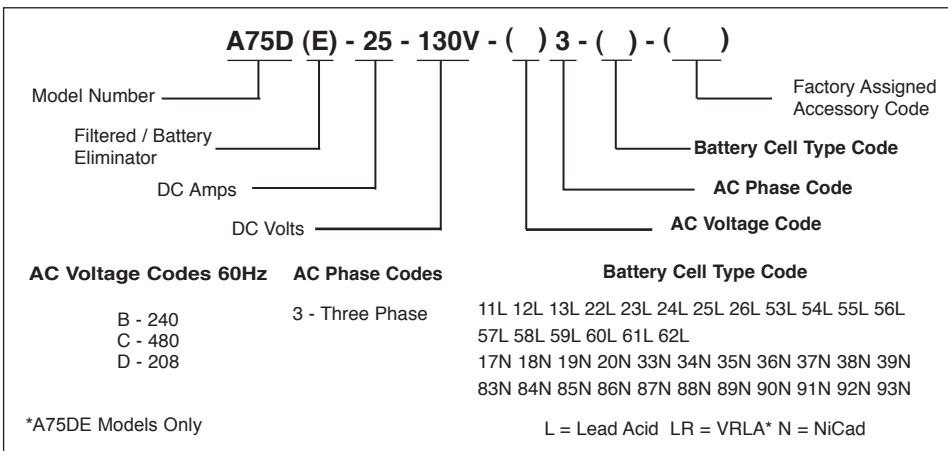 A75D (E) - 25 - 130V - ( ) 3 - ( ) - ( )
Model Number
Factory Assigned
Accessory Code
Filtered / Battery
Eliminator
Battery Cell Type Code
DC Amps
AC Phase Code
DC Volts
AC Voltage Code
AC Voltage Codes 60Hz
B - 240
C - 480
D - 208
AC Phase Codes
3 - Three Phase
Battery Cell Type Code
11L 12L 13L 22L 23L 24L 25L 26L 53L 54L 55L 56L
57L 58L 59L 60L 61L 62L
17N 18N 19N 20N 33N 34N 35N 36N 37N 38N 39N
83N 84N 85N 86N 87N 88N 89N 90N 91N 92N 93N
*A75DE Models Only
L = Lead Acid LR = VRLA* N = NiCad